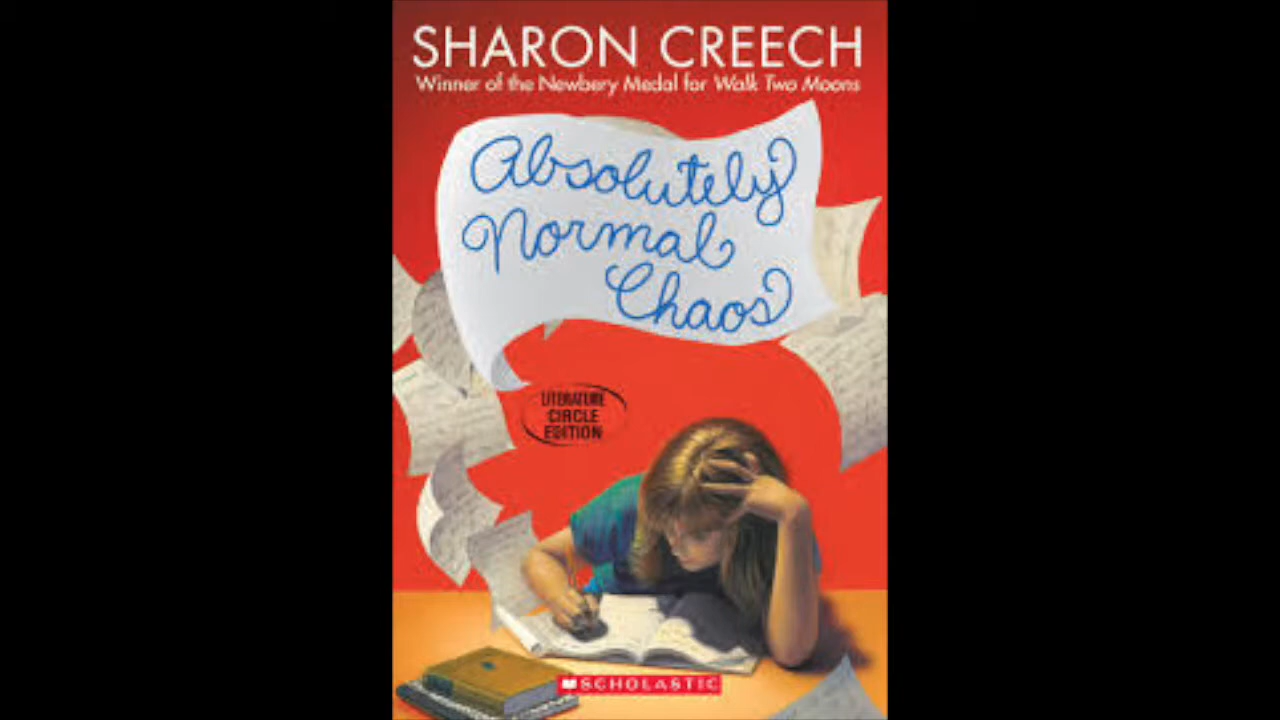 SHARON CREECH
Winner of the Newbery Medal for Walk Two Moons
Absolutely
Normal
Chaos
LITERATURE
CIRCLE
EDITION
SCHOLASTIC